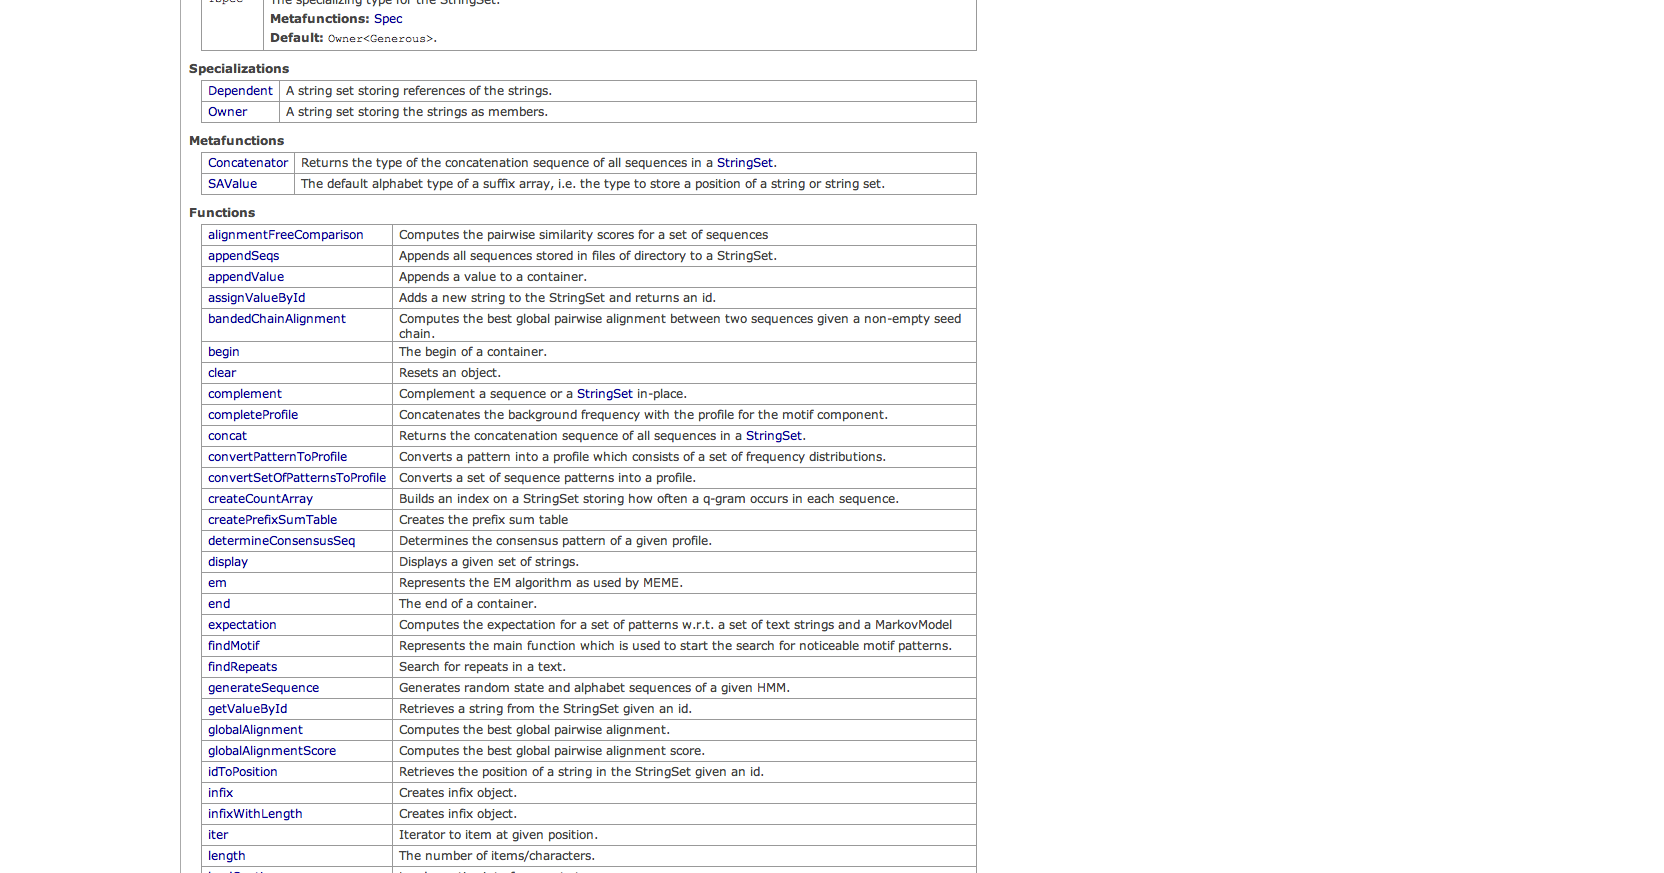 The specializing type for the StringSet.
Metafunctions: Spec
Default: Owner<Generous>.
Specializations
Dependent A string set storing references of the strings.
Owner A string set storing the strings as members.
Metafunctions
Concatenator Returns the type of the concatenation sequence of all sequences in a StringSet.
SAValue The default alphabet type of a suffix array, i.e. the type to store a position of a string or string set.
Functions
alignmentFreeComparison Computes the pairwise similarity scores for a set of sequences
appendSeqs Appends all sequences stored in files of directory to a StringSet.
appendValue Appends a value to a container.
assignValueById Adds a new string to the StringSet and returns an id.
bandedChainAlignment Computes the best global pairwise alignment between two sequences given a non-empty seed
chain.
begin The begin of a container.
clear Resets an object.
complement Complement a sequence or a StringSet in-place.
completeProfile Concatenates the background frequency with the profile for the motif component.
concat Returns the concatenation sequence of all sequences in a StringSet.
convertPatternToProfile Converts a pattern into a profile which consists of a set of frequency distributions.
convertSetOfPatternsToProfile Converts a set of sequence patterns into a profile.
createCountArray Builds an index on a StringSet storing how often a q-gram occurs in each sequence.
createPrefixSumTable Creates the prefix sum table
determineConsensusSeq Determines the consensus pattern of a given profile.
display Displays a given set of strings.
em Represents the EM algorithm as used by MEME.
end The end of a container.
expectation Computes the expectation for a set of patterns w.r.t. a set of text strings and a MarkovModel
findMotif Represents the main function which is used to start the search for noticeable motif patterns.
findRepeats Search for repeats in a text.
generateSequence Generates random state and alphabet sequences of a given HMM.
getValueById Retrieves a string from the StringSet given an id.
globalAlignment Computes the best global pairwise alignment.
globalAlignmentScore Computes the best global pairwise alignment score.
idToPosition Retrieves the position of a string in the StringSet given an id.
infix Creates infix object.
infixWithLength Creates infix object.
iter Iterator to item at given position.
length The number of items/characters.